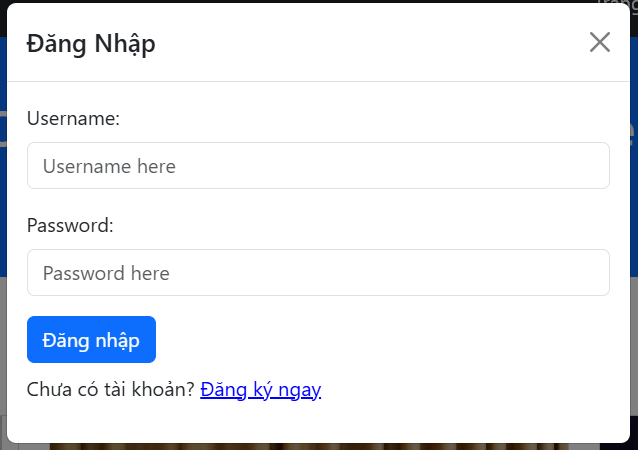 Đăng Nhập
Username:
Username here
Password:
Password here
Đăng nhập
Chưa có tài khoản? Đăng ký ngay